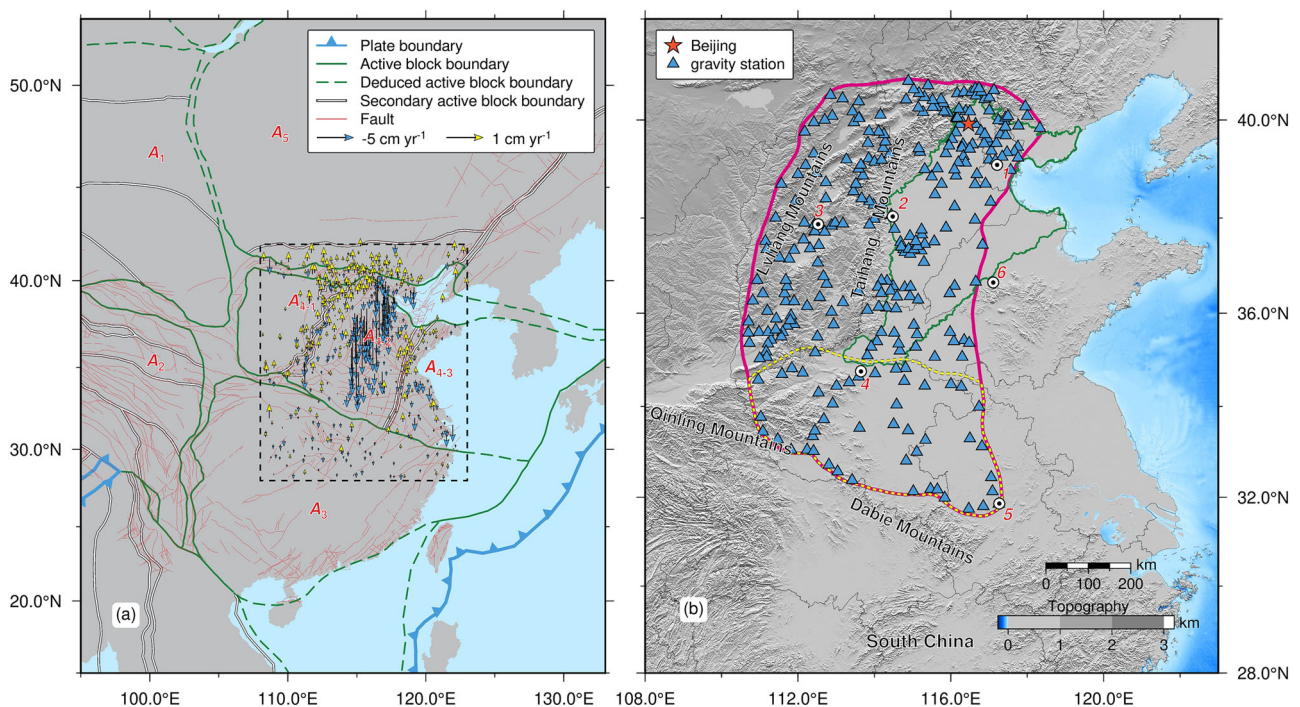 Plate boundary
Active block boundary
Deduced active block boundary
Secondary active block boundary
Fault
-5 cm yr⁻¹ 1 cm yr⁻¹
50.0°N
40.0°N
30.0°N
20.0°N
A₁
A₅
A₄
A₂
A₄₋₃
A₃
(a)
100.0°E 110.0°E 120.0°E 130.0°E
Beijing
gravity station
Lvliang Mountains
Taihang Mountains
1
2
3
6
4
5
Qinling Mountains
Dabie Mountains
South China
km
0 100 200
Topography
km
0 1 2 3
(b)
40.0°N
36.0°N
32.0°N
28.0°N
108.0°E 112.0°E 116.0°E 120.0°E